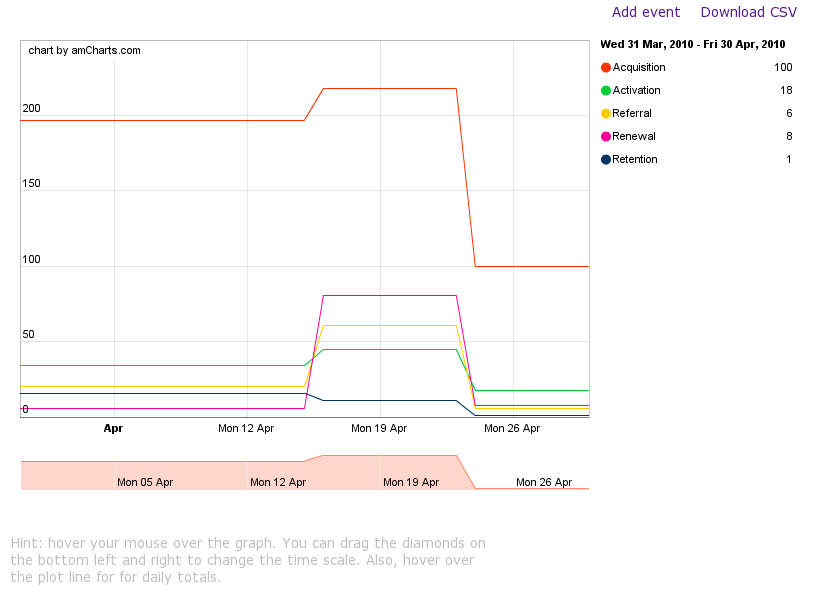 Add event Download CSV
chart by amCharts.com
Wed 31 Mar, 2010 - Fri 30 Apr, 2010
Acquisition 100
Activation 18
Referral 6
Renewal 8
Retention 1
200
150
100
50
0
Apr Mon 12 Apr Mon 19 Apr Mon 26 Apr
Mon 05 Apr Mon 12 Apr Mon 19 Apr Mon 26 Apr
Hint: hover your mouse over the graph. You can drag the diamonds on
the bottom left and right to change the time scale. Also, hover over
the plot line for for daily totals.